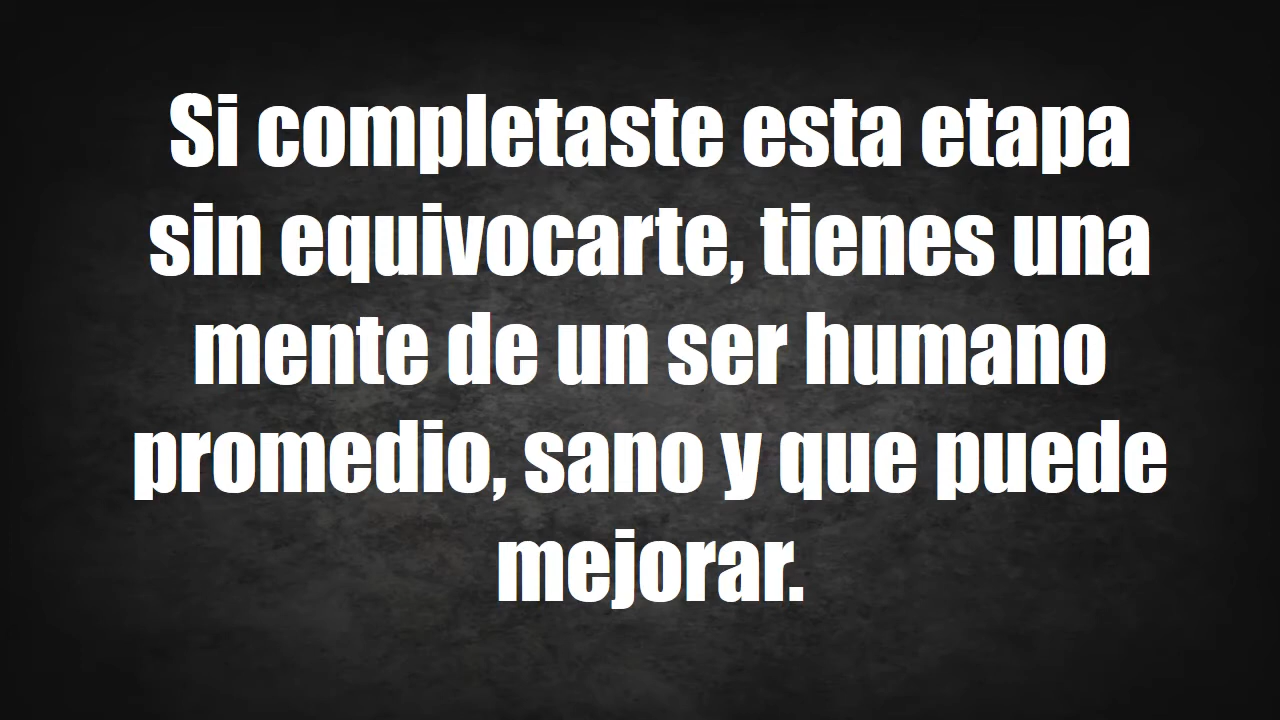 Si completaste esta etapa
sin equivocarte, tienes una
mente de un ser humano
promedio, sano y que puede
mejorar.